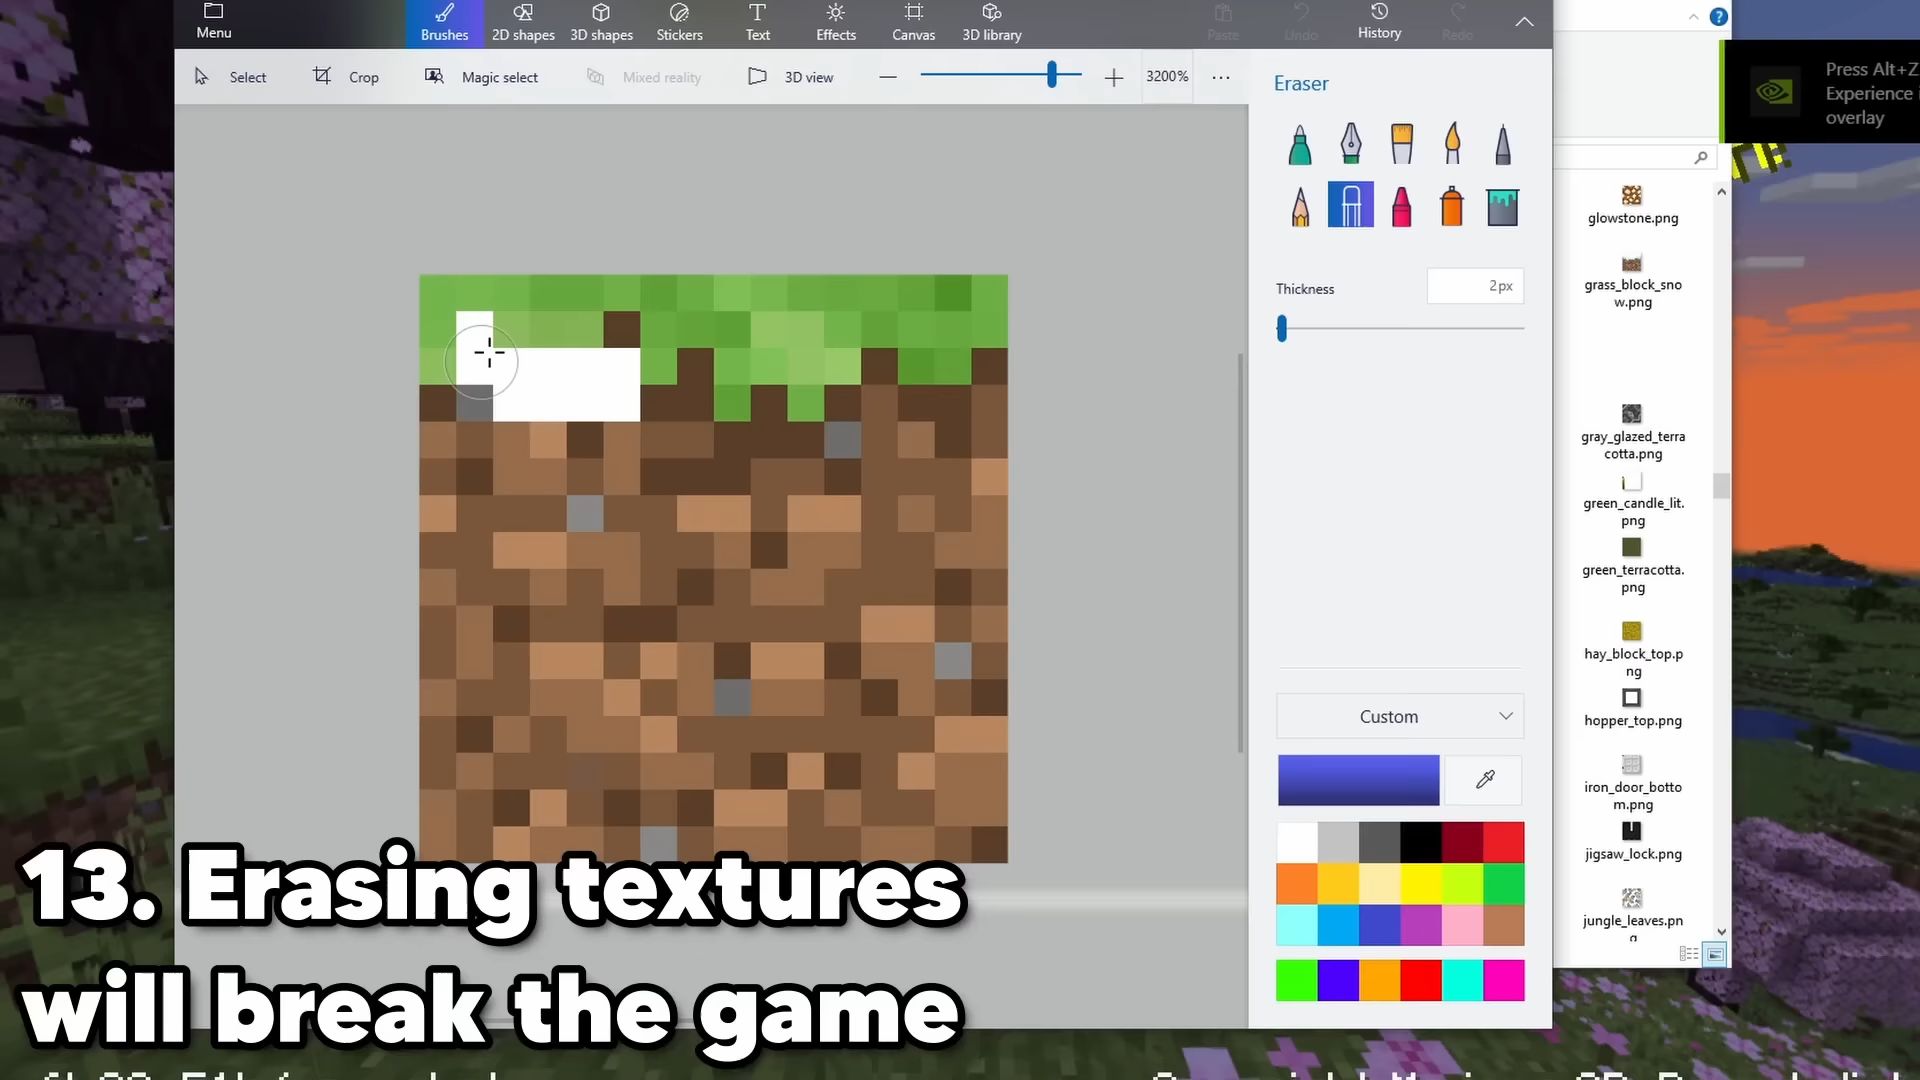 Menu
Brushes
2D shapes
3D shapes
Stickers
Text
Effects
Canvas
3D library
Paste
Undo
History
Redo
Select
Crop
Magic select
Mixed reality
3D view
3200%
Eraser
Thickness
2px
Custom
Press Alt+Z
Experience i
overlay
glowstone.png
grass_block_sno
w.png
gray_glazed_terra
cotta.png
green_candle_lit.
png
green_terracotta.
png
hay_block_top.p
ng
hopper_top.png
iron_door_botto
m.png
jigsaw_lock.png
jungle_leaves.pn
g
13. Erasing textures
will break the game